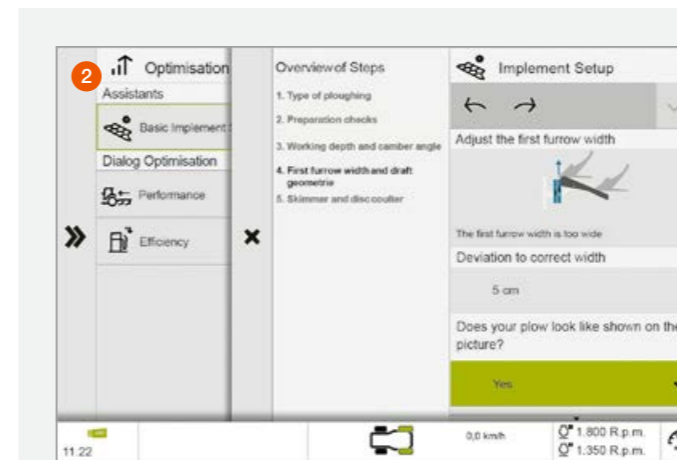 2
Optimisation
Assistants
Basic Implement S
Dialog Optimisation
Performance
Efficiency
Overview of Steps
1. Type of ploughing
2. Preparation checks
3. Working depth and camber angle
4. First furrow width and draft
geometrie
5. Skimmer and disc coulter
Implement Setup
Adjust the first furrow width
The first furrow width is too wide
Deviation to correct width
5 cm
Does your plow look like shown on the
picture?
Yes
11:22
0,0 km/h
1.800 R.p.m.
1.350 R.p.m.